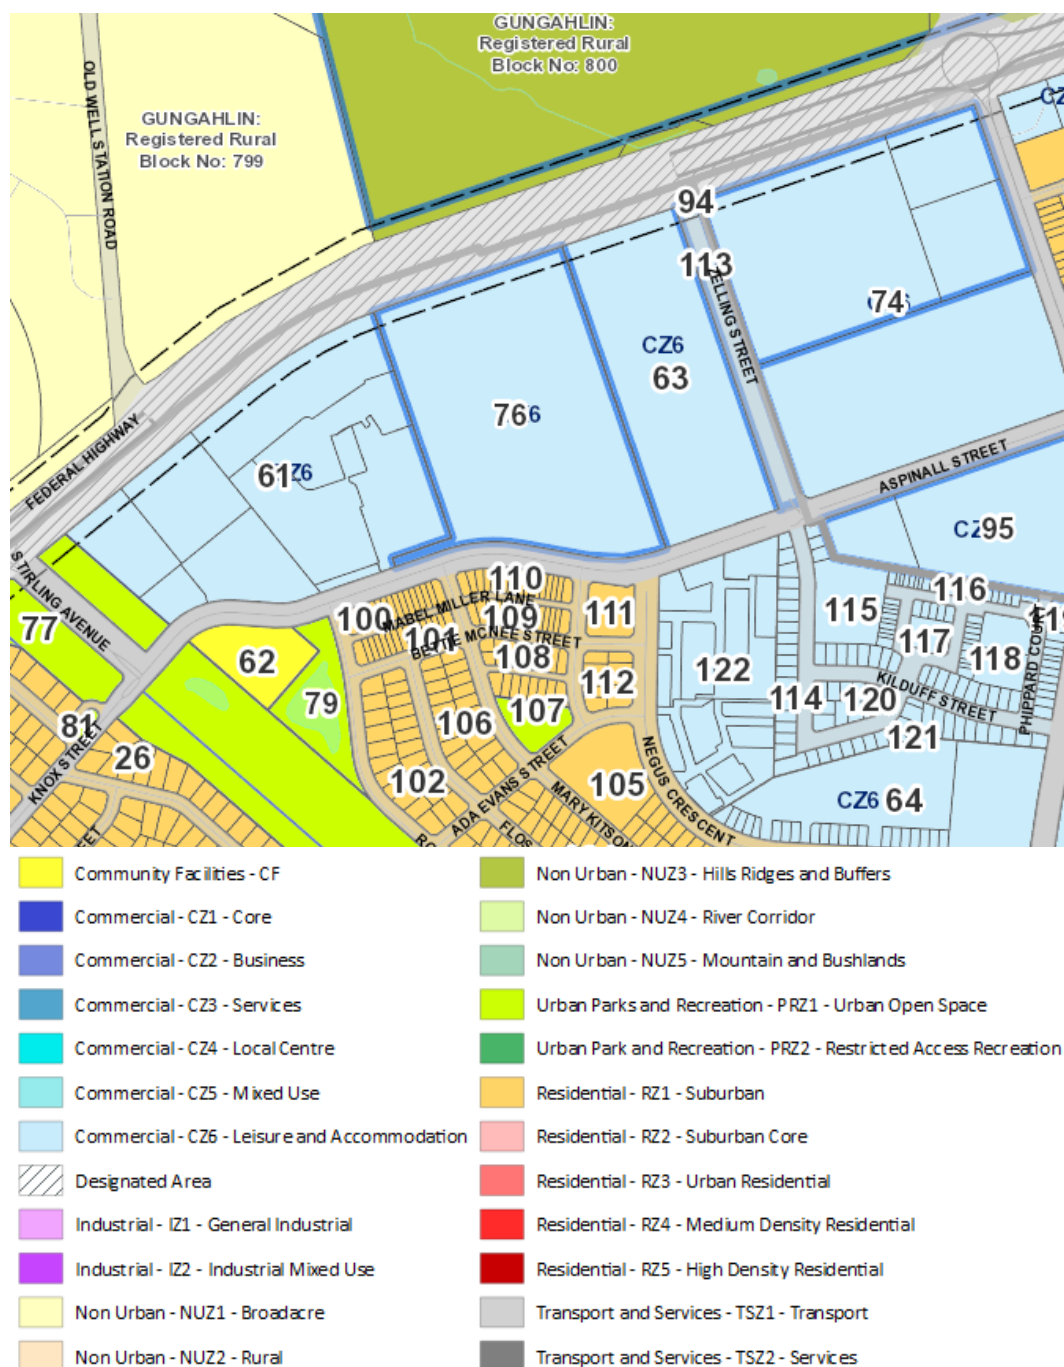 GUNGAHLIN:
Registered Rural
Block No: 800
GUNGAHLIN:
Registered Rural
Block No: 799
OLD WELL STATION ROAD
CZ
94
113
ZELLING STREET
74
CZ6
63
76
61
CZ6
FEDERAL HIGHWAY
STIRLING AVENUE
ASPINALL STREET
CZ
95
77
62
79
81
26
KNOX STREET
100
MABEL MILLER LANE
110
109
101
BETTIE MCNEE STREET
108
111
112
107
106
102
105
ADA EVANS STREET
MARY KITSON
FLOS
NEGUS CRESCENT
122
114
115
116
117
118
119
120
121
KILDUFF STREET
PHIPPARD COURT
CZ6 64
Community Facilities - CF
Commercial - CZ1 - Core
Commercial - CZ2 - Business
Commercial - CZ3 - Services
Commercial - CZ4 - Local Centre
Commercial - CZ5 - Mixed Use
Commercial - CZ6 - Leisure and Accommodation
Designated Area
Industrial - IZ1 - General Industrial
Industrial - IZ2 - Industrial Mixed Use
Non Urban - NUZ1 - Broadacre
Non Urban - NUZ2 - Rural
Non Urban - NUZ3 - Hills Ridges and Buffers
Non Urban - NUZ4 - River Corridor
Non Urban - NUZ5 - Mountain and Bushlands
Urban Parks and Recreation - PRZ1 - Urban Open Space
Urban Park and Recreation - PRZ2 - Restricted Access Recreation
Residential - RZ1 - Suburban
Residential - RZ2 - Suburban Core
Residential - RZ3 - Urban Residential
Residential - RZ4 - Medium Density Residential
Residential - RZ5 - High Density Residential
Transport and Services - TSZ1 - Transport
Transport and Services - TSZ2 - Services